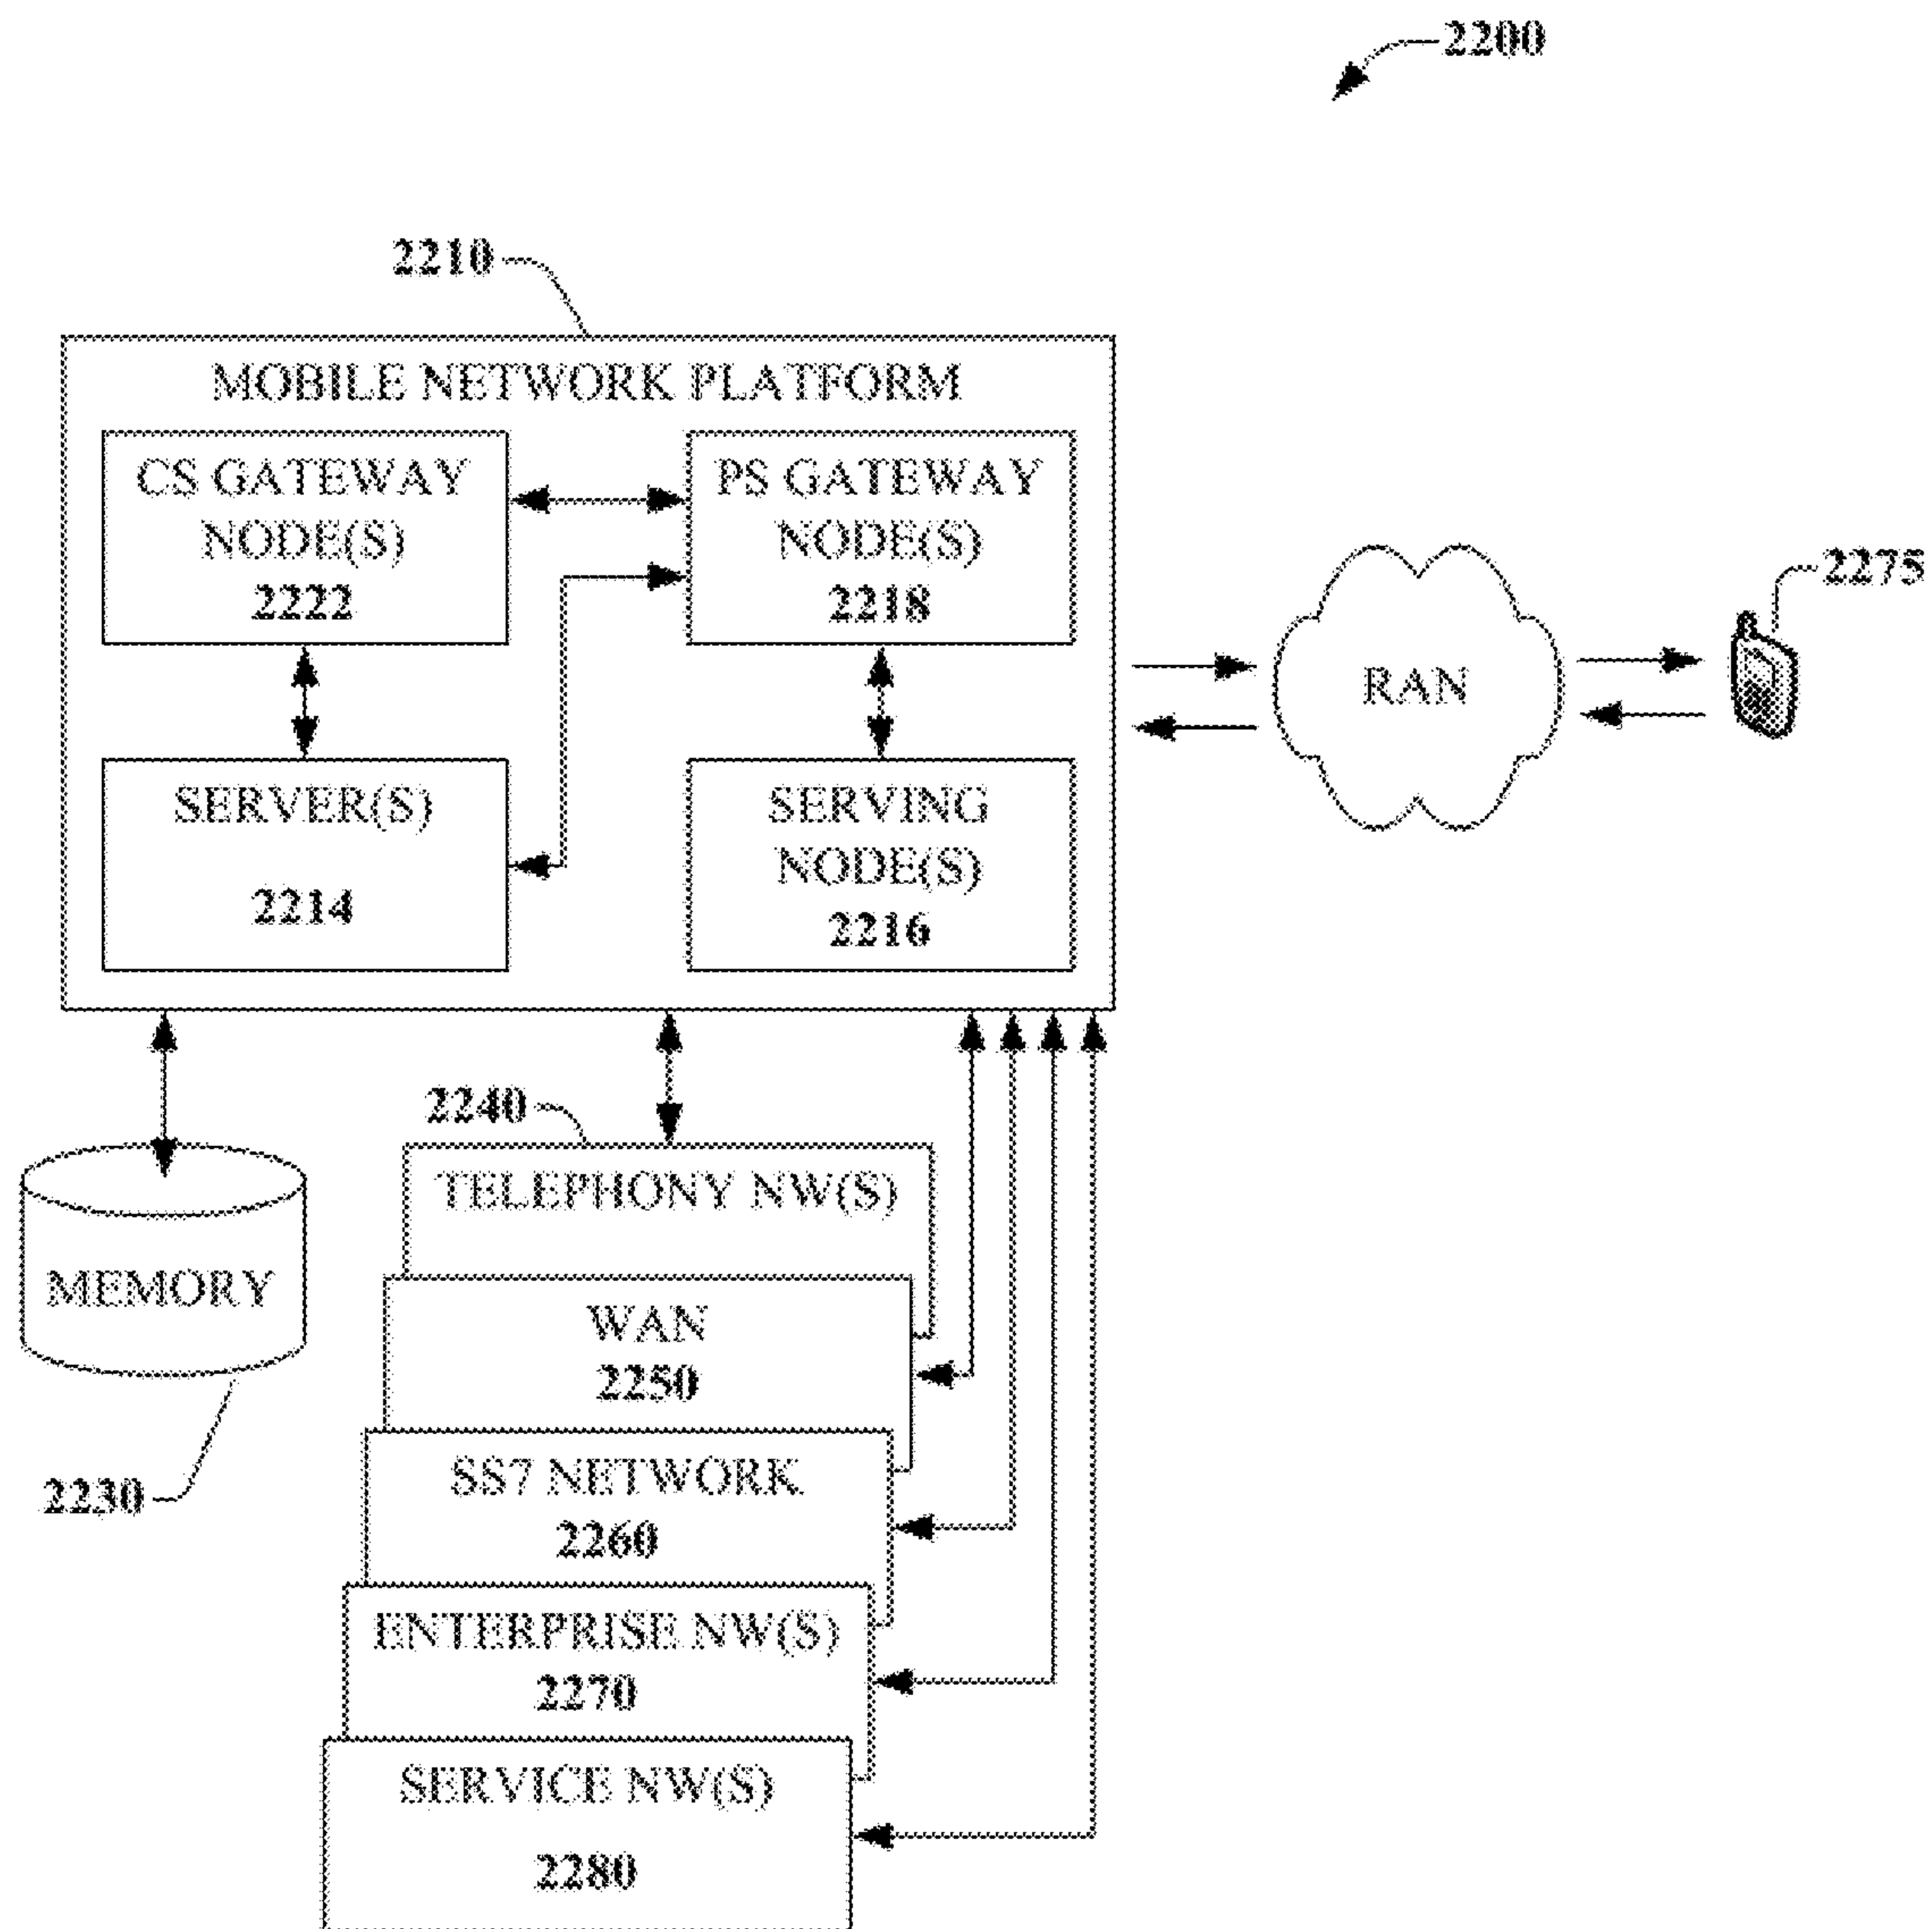 2200
2210
MOBILE NETWORK PLATFORM
CS GATEWAY
NODE(S)
2222
PS GATEWAY
NODE(S)
2218
SERVER(S)
2214
SERVING
NODE(S)
2216
RAN
2275
2240
TELEPHONY NW(S)
MEMORY
2230
WAN
2250
SS7 NETWORK
2260
ENTERPRISE NW(S)
2270
SERVICE NW(S)
2280